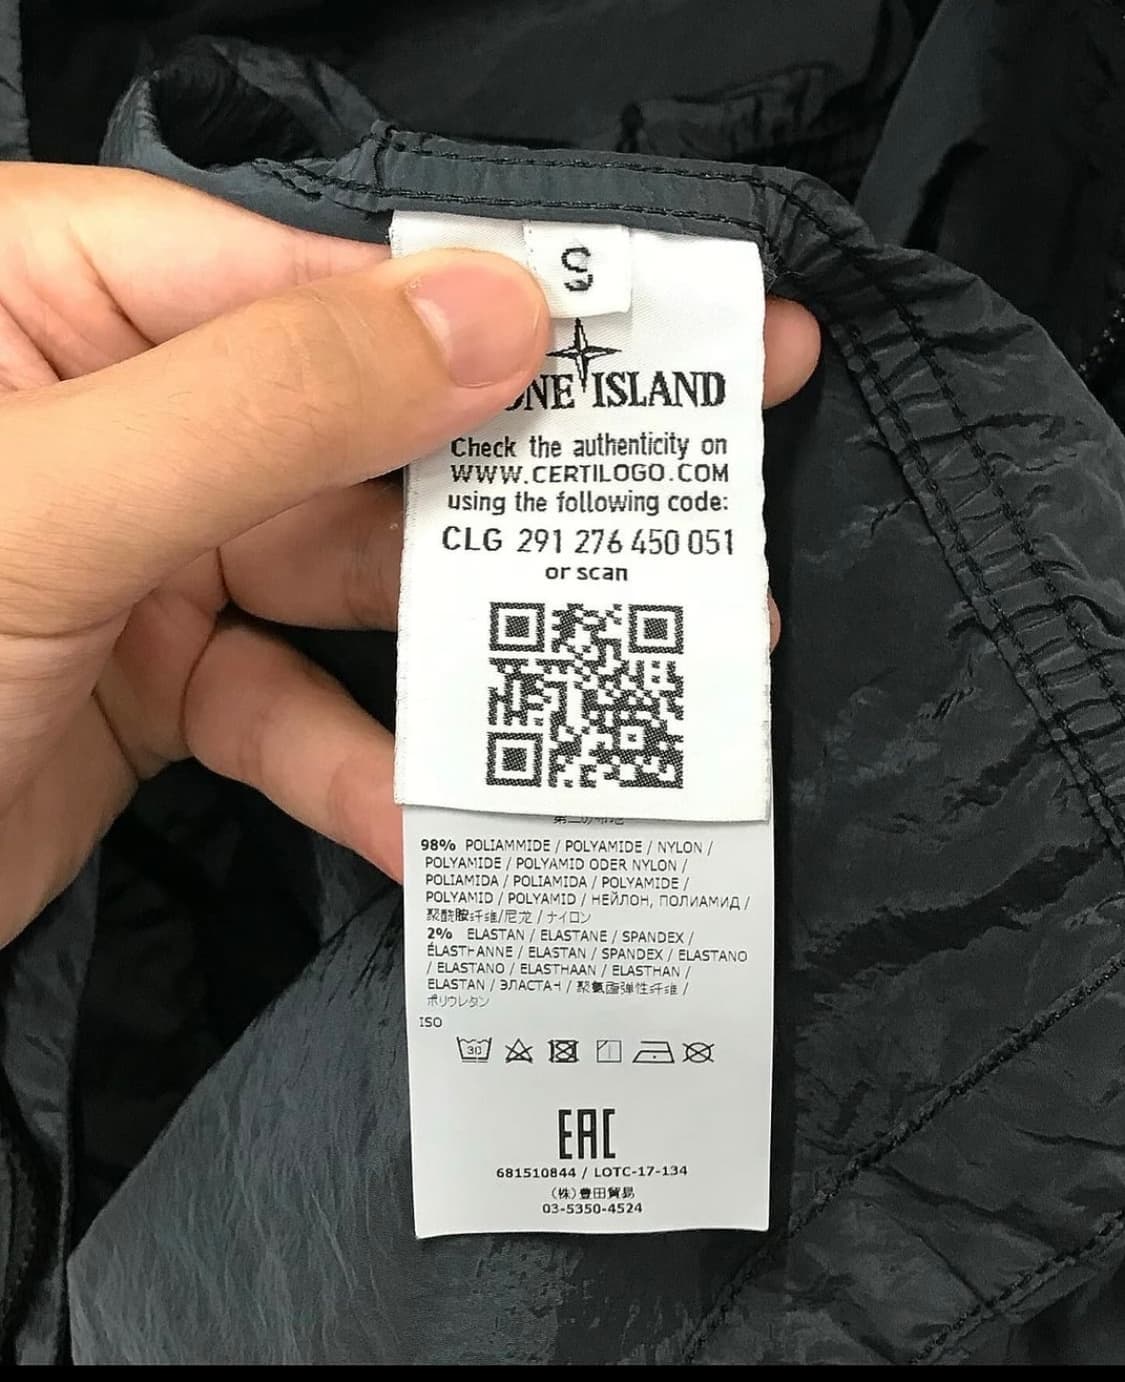 S
ISLAND
Check the authenticity on
WWW.CERTILOGO.COM
using the following code:
CLG 291 276 450 051
or scan
98% POLIAMMIDE / POLYAMIDE / NYLON /
POLYAMIDE / POLYAMID ODER NYLON /
POLIAMIDA / POLIAMIDA / POLYAMIDE /
POLYAMID / POLYAMID / НЕЙЛОН, ПОЛИАМИД /
聚酰胺纤维/尼龙 / ナイロン
2% ELASTAN / ELASTANE / SPANDEX /
ÉLASTHANNE / ELASTAN / SPANDEX / ELASTANO
/ ELASTANO / ELASTHAAN / ELASTHAN /
ELASTAN / ЭЛАСТАН / 聚氨酯弹性纤维 /
ポリウレタン
ISO
30
EAC
681510844 / LOTC-17-134
(株)豊田貿易
03-5350-4524